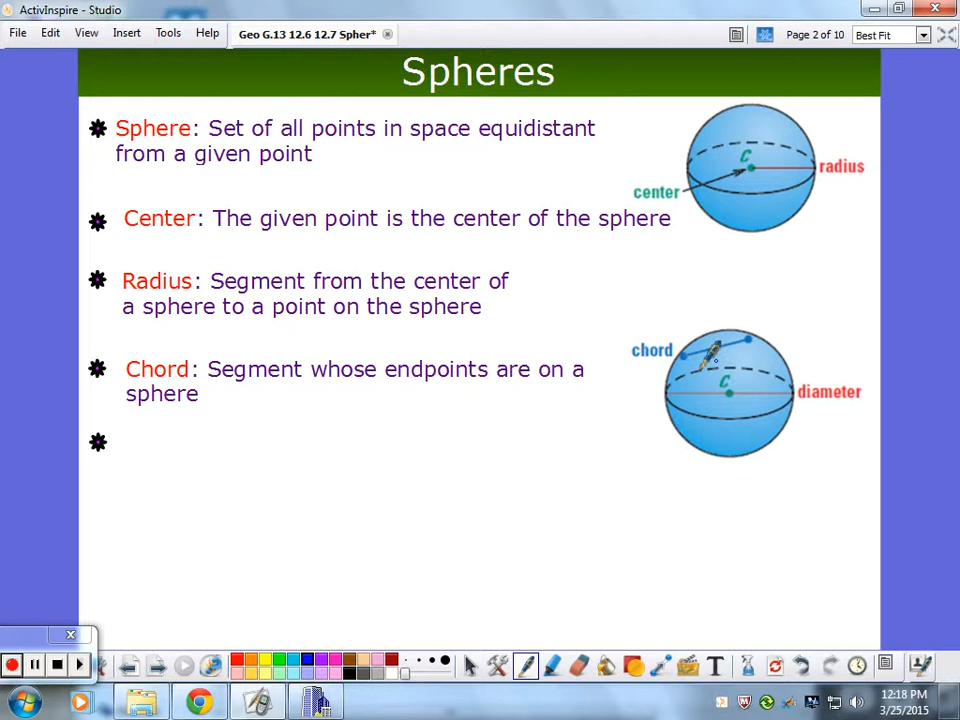 ActivInspire - Studio
File Edit View Insert Tools Help Geo G.13 12.6 12.7 Spher* Page 2 of 10 Best Fit
Spheres
Sphere: Set of all points in space equidistant
from a given point
C
radius
center
Center: The given point is the center of the sphere
Radius: Segment from the center of
a sphere to a point on the sphere
chord
Chord: Segment whose endpoints are on a
sphere
C
diameter
T
12:18 PM
3/25/2015